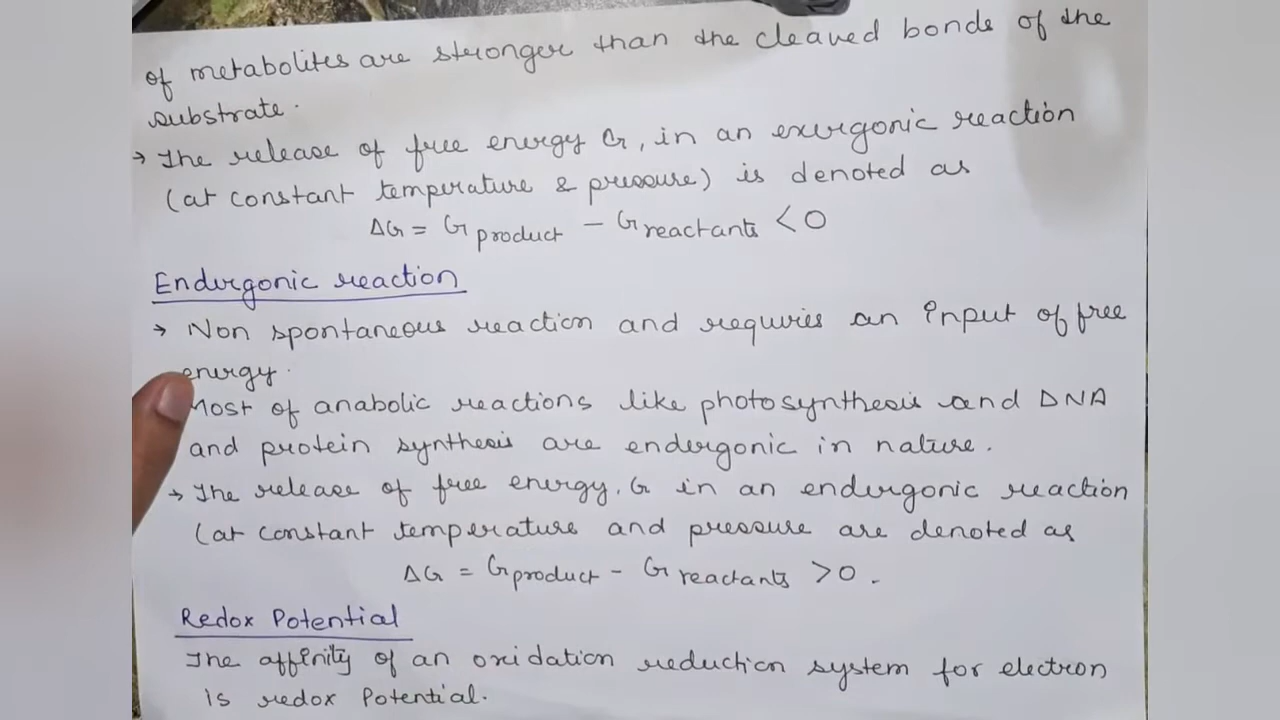 of metabolites are stronger than the cleaved bonds of the
substrate.
→ The release of free energy G, in an exergonic reaction
(at constant temperature & pressure) is denoted as
ΔG = G product - G reactants < 0
Endergonic reaction
→ Non spontaneous reaction and requries an input of free
energy.
Most of anabolic reactions like photosynthesis and DNA
and protein synthesis are endergonic in nature.
→ The release of free energy, G in an endergonic reaction
(at constant temperature and pressure are denoted as
ΔG = G product - G reactants > 0.
Redox Potential
The affinity of an oxidation reduction system for electron
is redox Potential.